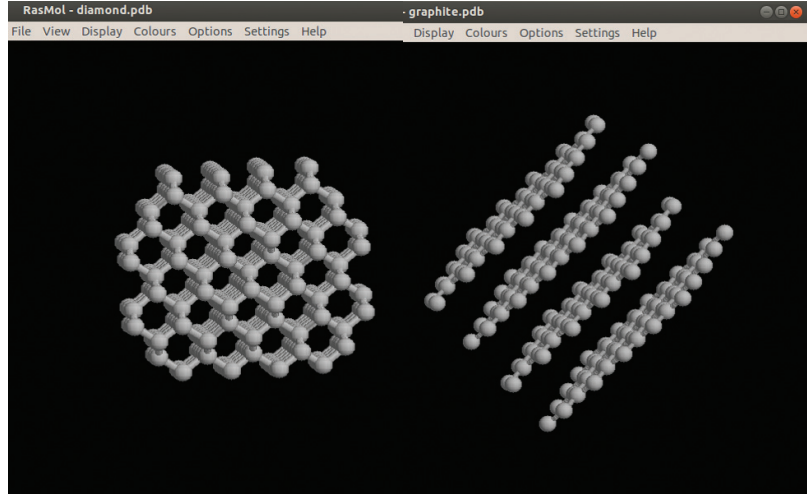 RasMol - diamond.pdb
- graphite.pdb
File View Display Colours Options Settings Help
Display Colours Options Settings Help